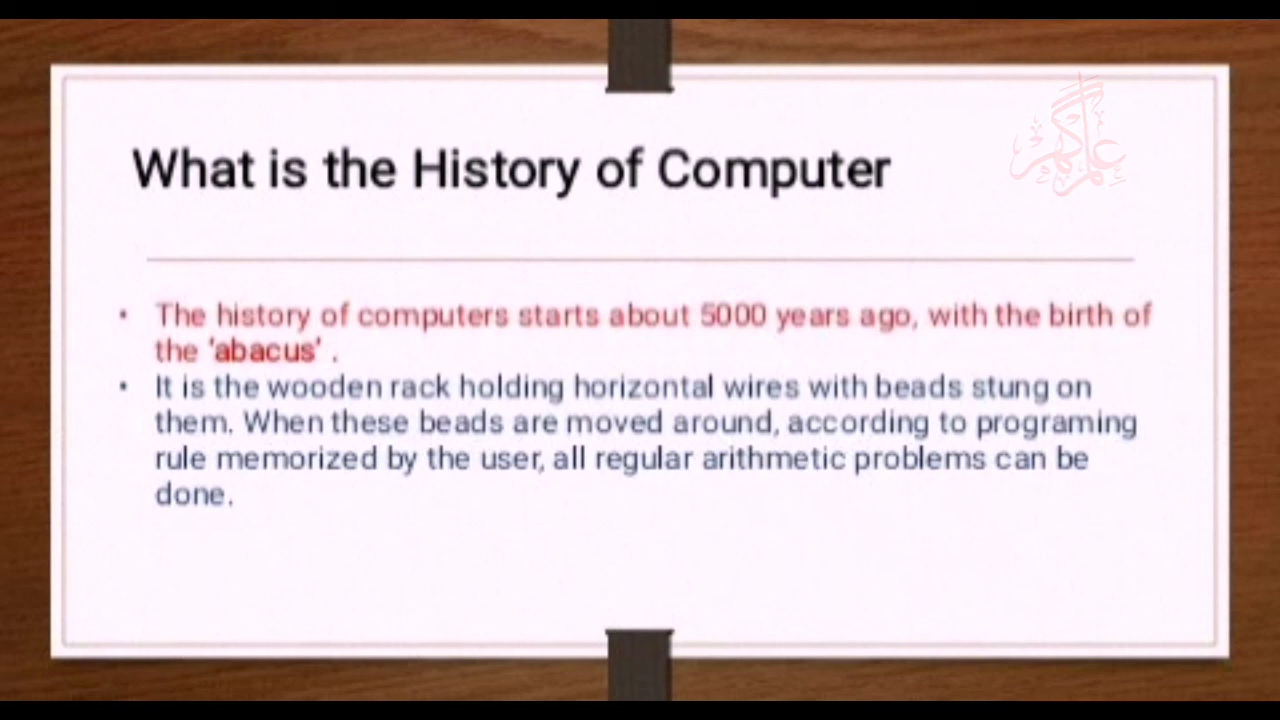 What is the History of Computer
• The history of computers starts about 5000 years ago, with the birth of
the 'abacus' .
• It is the wooden rack holding horizontal wires with beads stung on
them. When these beads are moved around, according to programing
rule memorized by the user, all regular arithmetic problems can be
done.